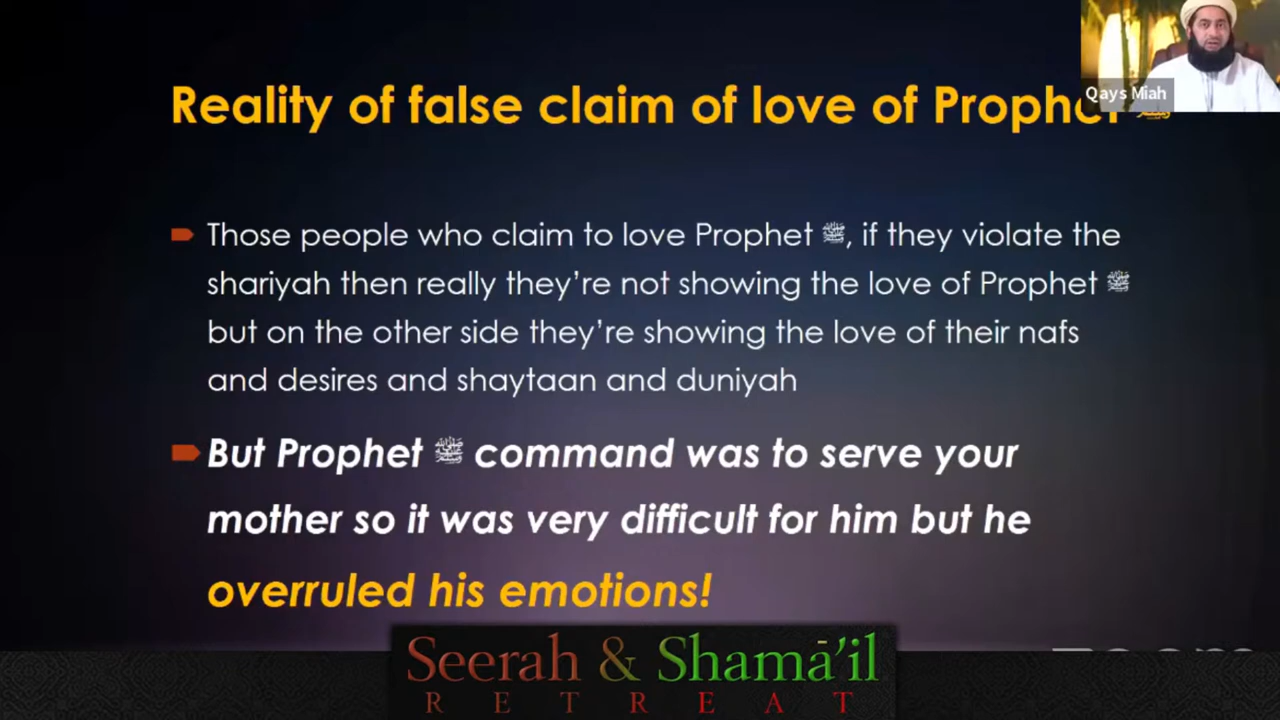 Reality of false claim of love of Prophet ﷺ
Qays Miah
Those people who claim to love Prophet ﷺ, if they violate the
shariyah then really they're not showing the love of Prophet ﷺ
but on the other side they're showing the love of their nafs
and desires and shaytaan and duniyah
But Prophet ﷺ command was to serve your
mother so it was very difficult for him but he
overruled his emotions!
Seerah & Shamā'il
RETREAT